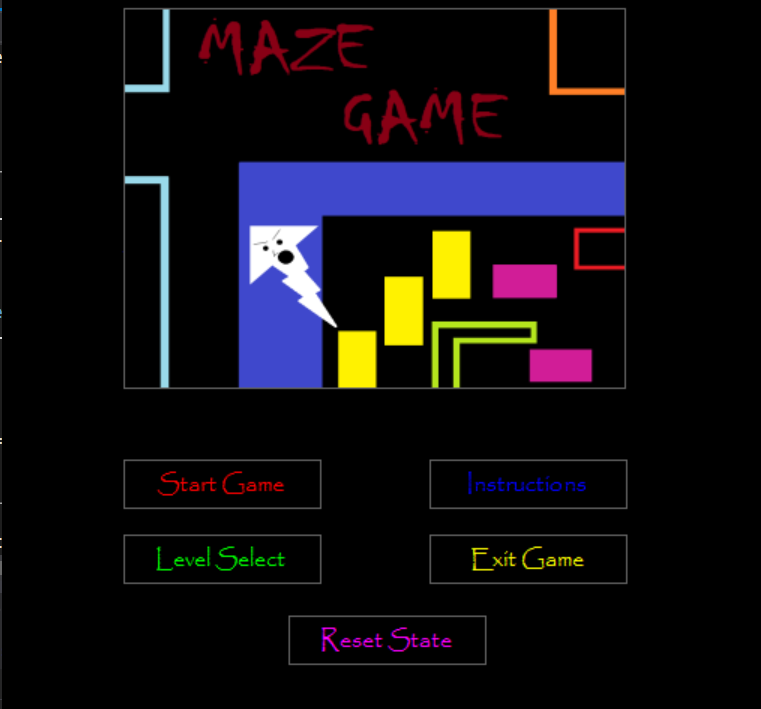 MAZE
GAME
Start Game
Instructions
Level Select
Exit Game
Reset State